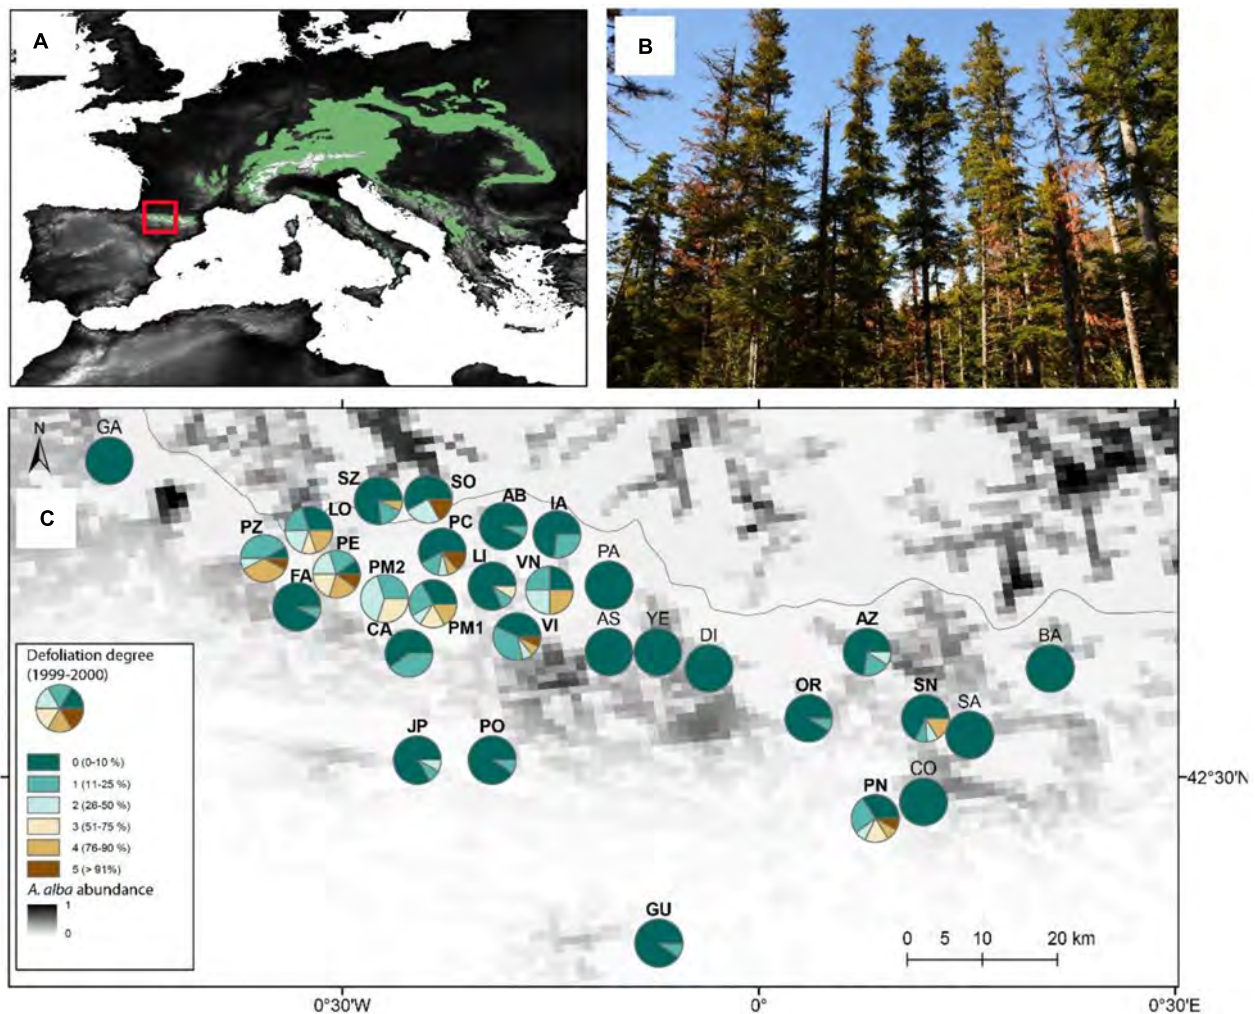 A
B
C
N
GA
SZ
SO
LO
AB
IA
PZ
PE
PC
PA
FA
PM2
LI
VN
CA
PM1
VI
AS
YE
DI
AZ
BA
OR
SN
SA
JP
PO
CO
PN
GU
Defoliation degree
(1999-2000)
0 (0-10 %)
1 (11-25 %)
2 (26-50 %)
3 (51-75 %)
4 (76-90 %)
5 (> 91%)
A. alba abundance
1
0
0 5 10 20 km
42°30'N
0°30'W
0°
0°30'E